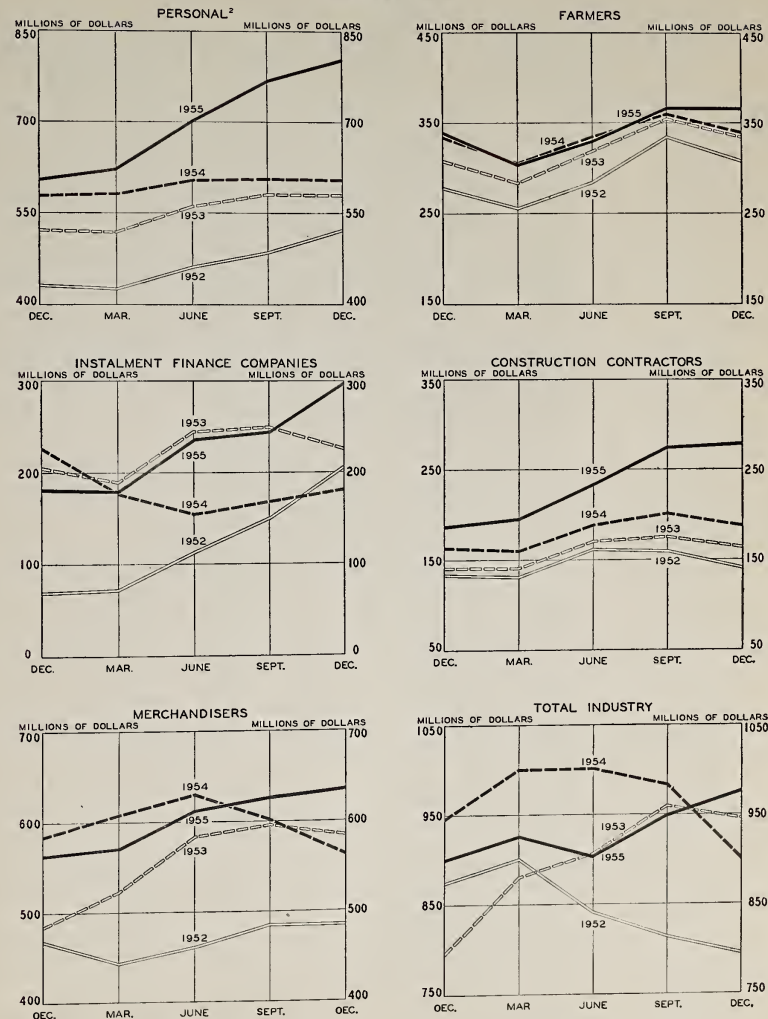 PERSONAL²
MILLIONS OF DOLLARS MILLIONS OF DOLLARS
850 850
700 700
550 550
400 400
1955
1954
1953
1952
DEC. MAR. JUNE SEPT. DEC.
FARMERS
MILLIONS OF DOLLARS MILLIONS OF DOLLARS
450 450
350 350
250 250
150 150
1955
1954
1953
1952
DEC. MAR. JUNE SEPT. DEC.
INSTALMENT FINANCE COMPANIES
MILLIONS OF DOLLARS MILLIONS OF DOLLARS
300 300
200 200
100 100
0 0
1953
1955
1954
1952
DEC. MAR. JUNE SEPT. DEC.
CONSTRUCTION CONTRACTORS
MILLIONS OF DOLLARS MILLIONS OF DOLLARS
350 350
250 250
150 150
50 50
1955
1954
1953
1952
DEC. MAR. JUNE SEPT. DEC.
MERCHANDISERS
MILLIONS OF DOLLARS MILLIONS OF DOLLARS
700 700
600 600
500 500
400 400
1954
1955
1953
1952
DEC. MAR. JUNE SEPT. DEC.
TOTAL INDUSTRY
MILLIONS OF DOLLARS MILLIONS OF DOLLARS
1050 1050
950 950
850 850
750 750
1954
1953
1955
1952
DEC. MAR JUNE SEPT. DEC.